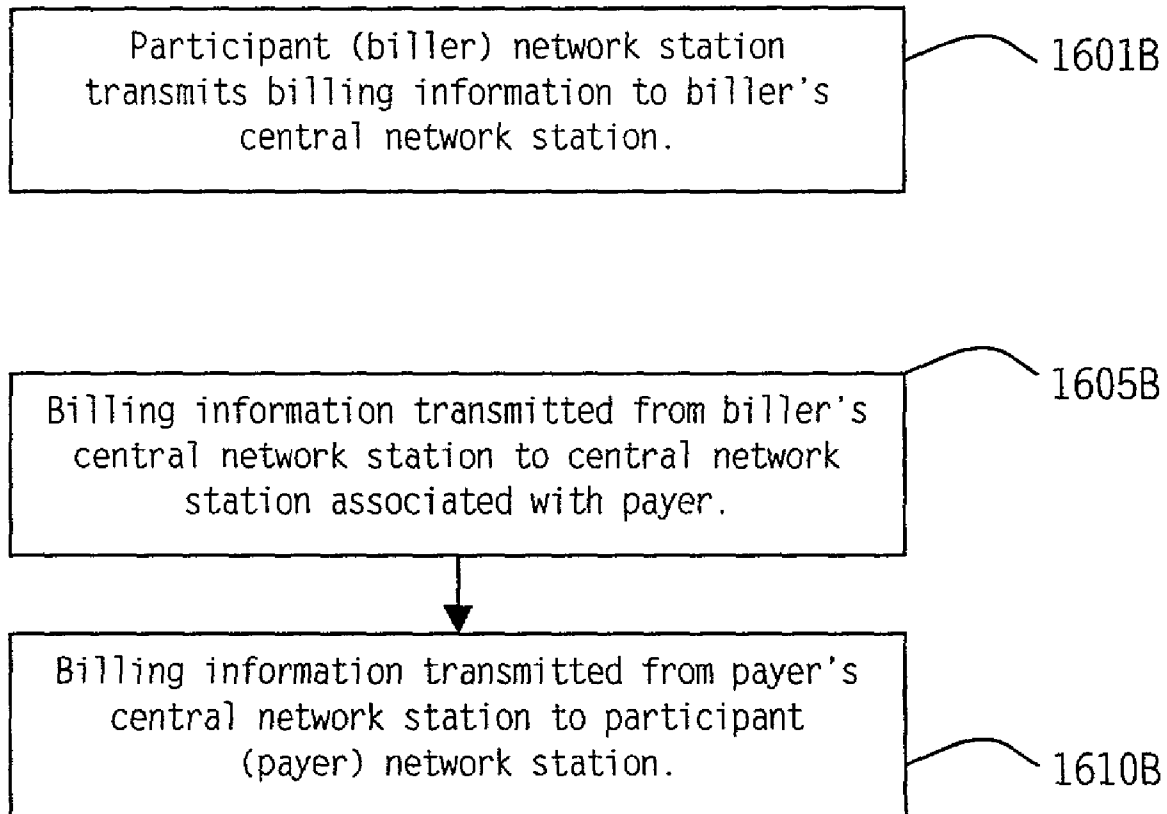 Participant (biller) network station
transmits billing information to biller's
central network station.
1601B
Billing information transmitted from biller's
central network station to central network
station associated with payer.
1605B
Billing information transmitted from payer's
central network station to participant
(payer) network station.
1610B